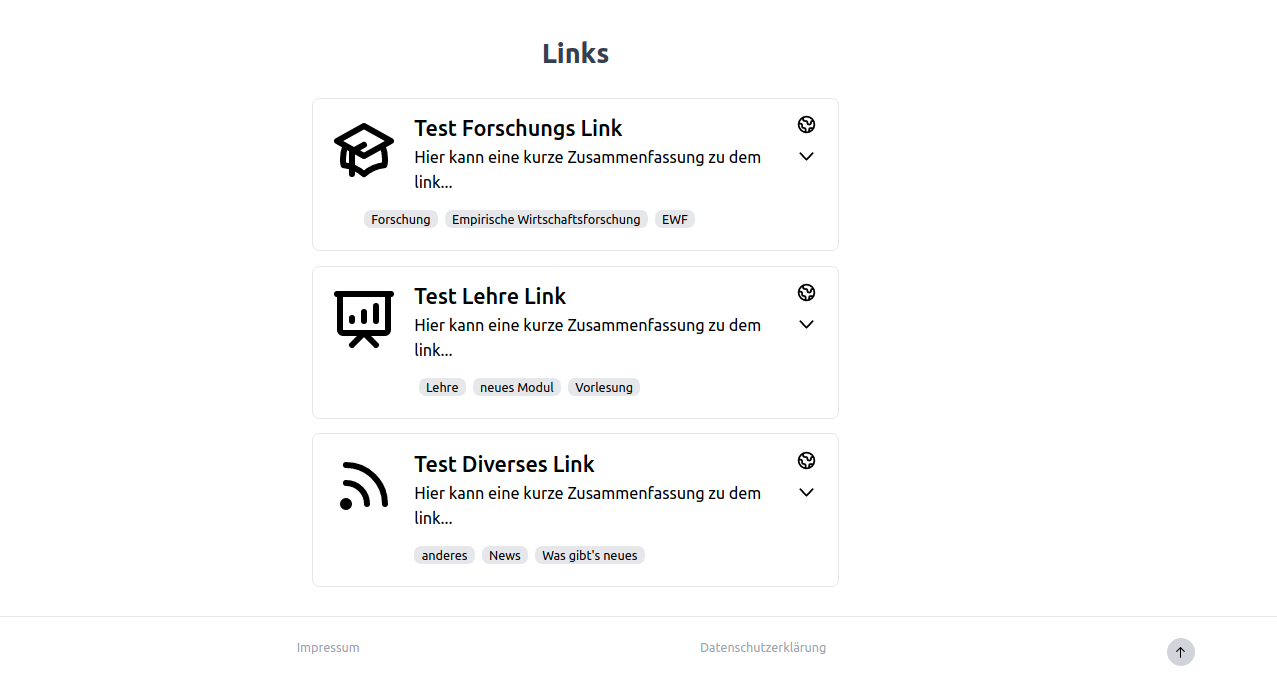 Links
Test Forschungs Link
Hier kann eine kurze Zusammenfassung zu dem
link...
Forschung Empirische Wirtschaftsforschung EWF
Test Lehre Link
Hier kann eine kurze Zusammenfassung zu dem
link...
Lehre neues Modul Vorlesung
Test Diverses Link
Hier kann eine kurze Zusammenfassung zu dem
link...
anderes News Was gibt's neues
Impressum Datenschutzerklärung